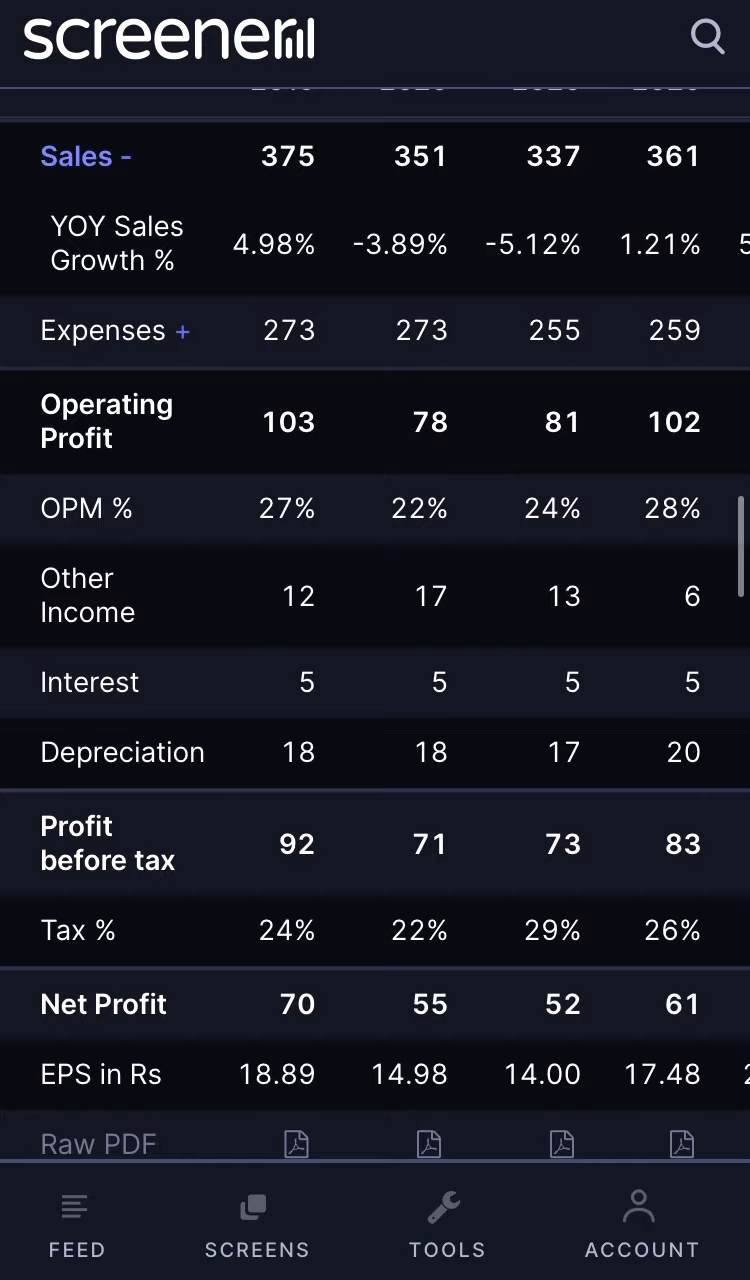 screener
Sales - 375 351 337 361
YOY Sales
Growth % 4.98% -3.89% -5.12% 1.21% 5
Expenses + 273 273 255 259
Operating
Profit 103 78 81 102
OPM % 27% 22% 24% 28%
Other
Income 12 17 13 6
Interest 5 5 5 5
Depreciation 18 18 17 20
Profit
before tax 92 71 73 83
Tax % 24% 22% 29% 26%
Net Profit 70 55 52 61
EPS in Rs 18.89 14.98 14.00 17.48 2
Raw PDF
FEED SCREENS TOOLS ACCOUNT